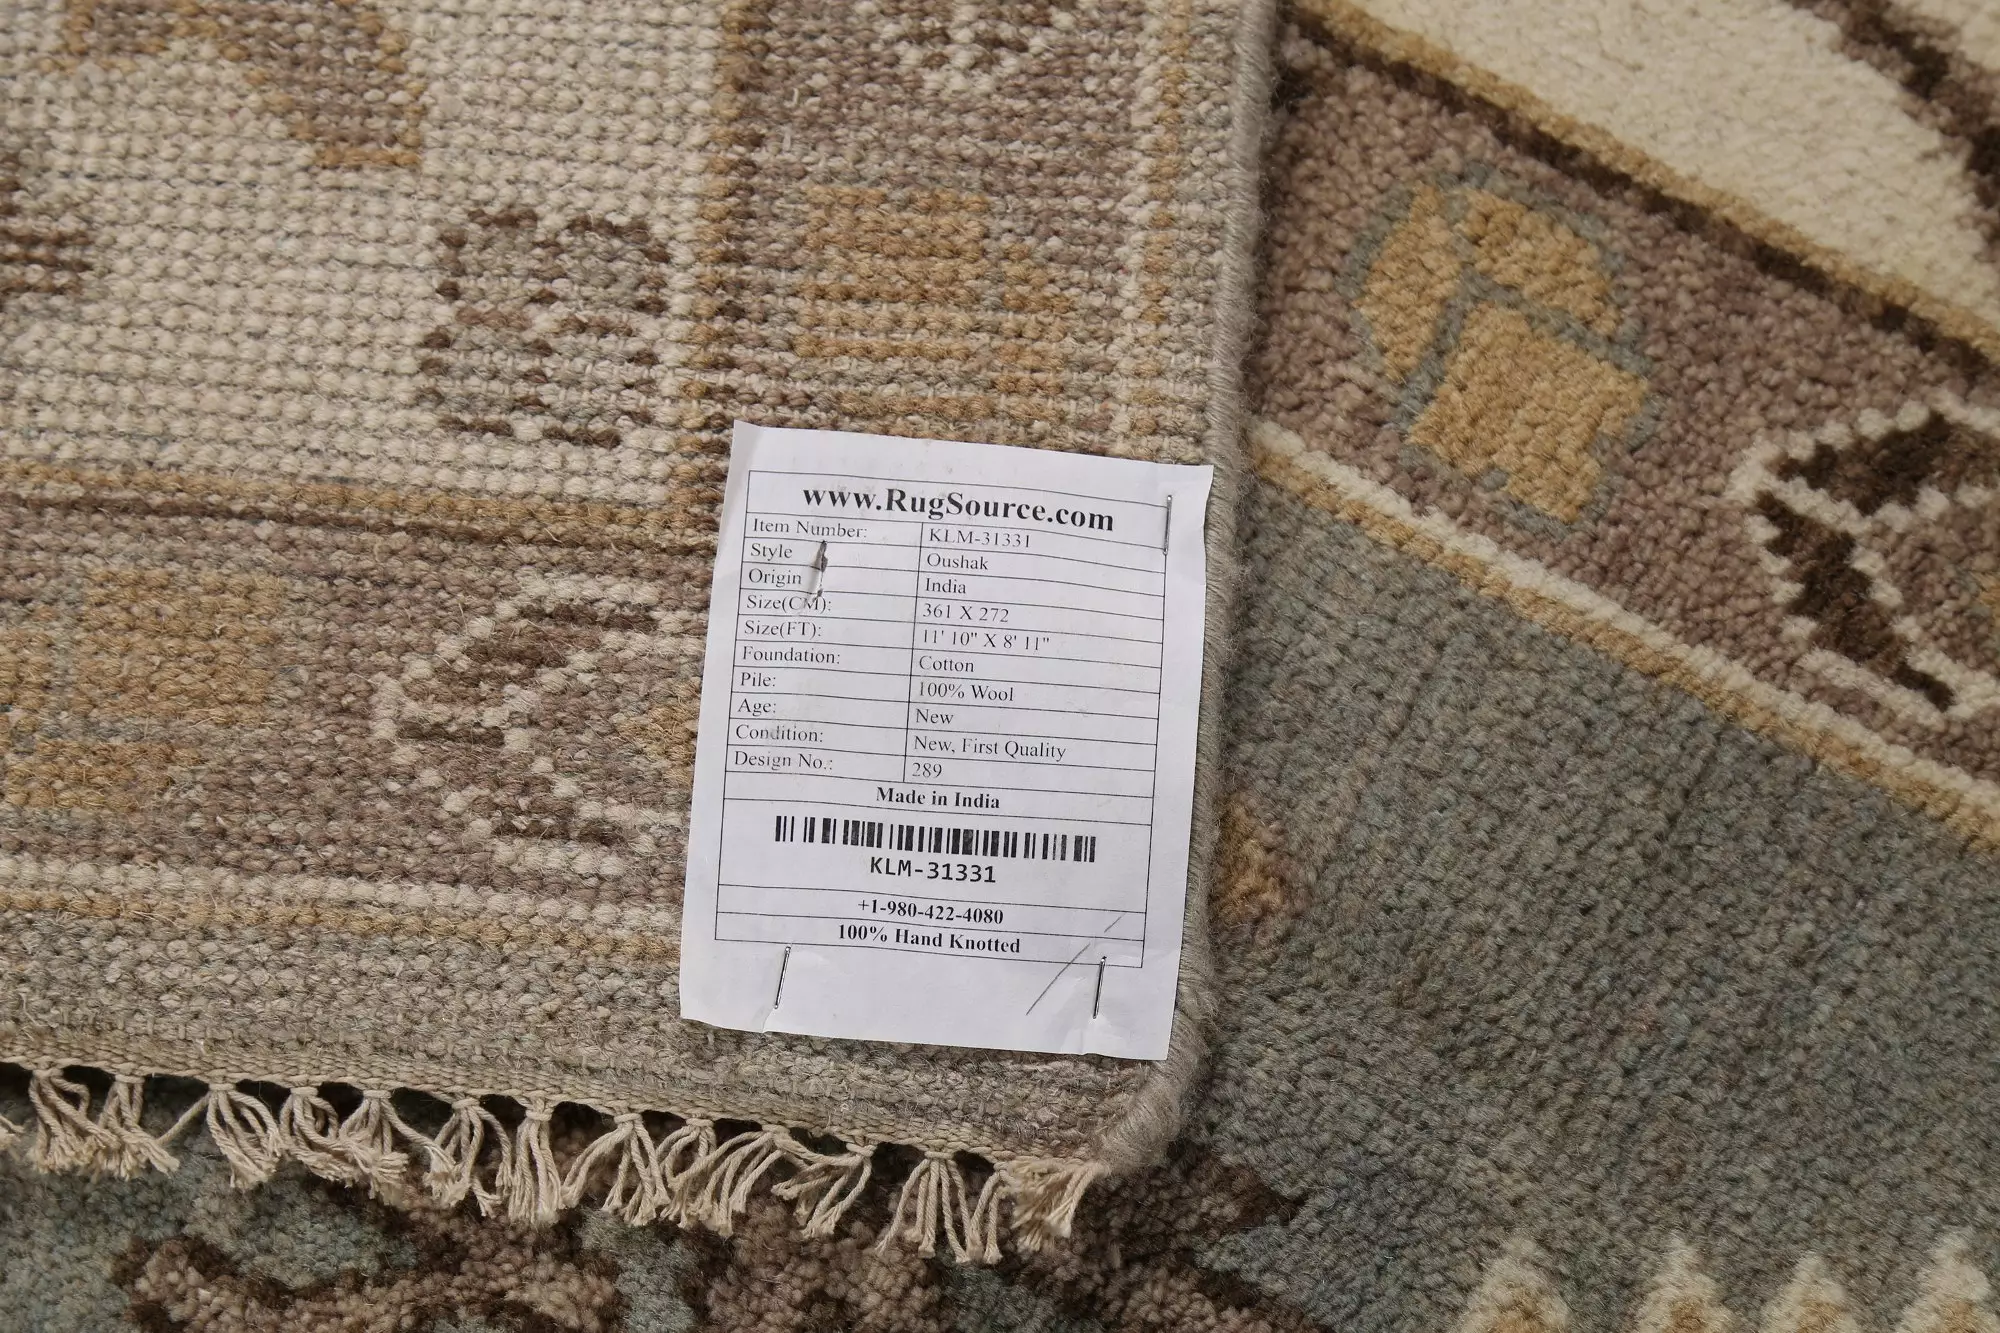 www.RugSource.com
Item Number: KLM-31331
Style Oushak
Origin India
Size(CM): 361 X 272
Size(FT): 11' 10" X 8' 11"
Foundation: Cotton
Pile: 100% Wool
Age: New
Condition: New, First Quality
Design No.: 289
Made in India
KLM-31331
+1-980-422-4080
100% Hand Knotted